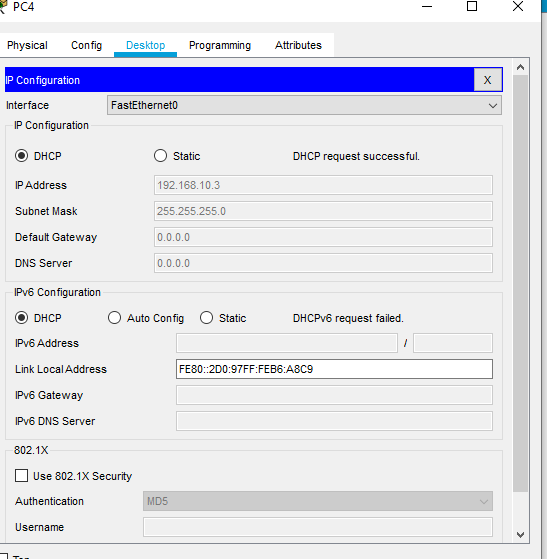 PC4
Physical Config Desktop Programming Attributes
IP Configuration X
Interface FastEthernet0
IP Configuration
DHCP Static DHCP request successful.
IP Address 192.168.10.3
Subnet Mask 255.255.255.0
Default Gateway 0.0.0.0
DNS Server 0.0.0.0
IPv6 Configuration
DHCP Auto Config Static DHCPv6 request failed.
IPv6 Address /
Link Local Address FE80::2D0:97FF:FEB6:A8C9
IPv6 Gateway
IPv6 DNS Server
802.1X
Use 802.1X Security
Authentication MD5
Username
Top